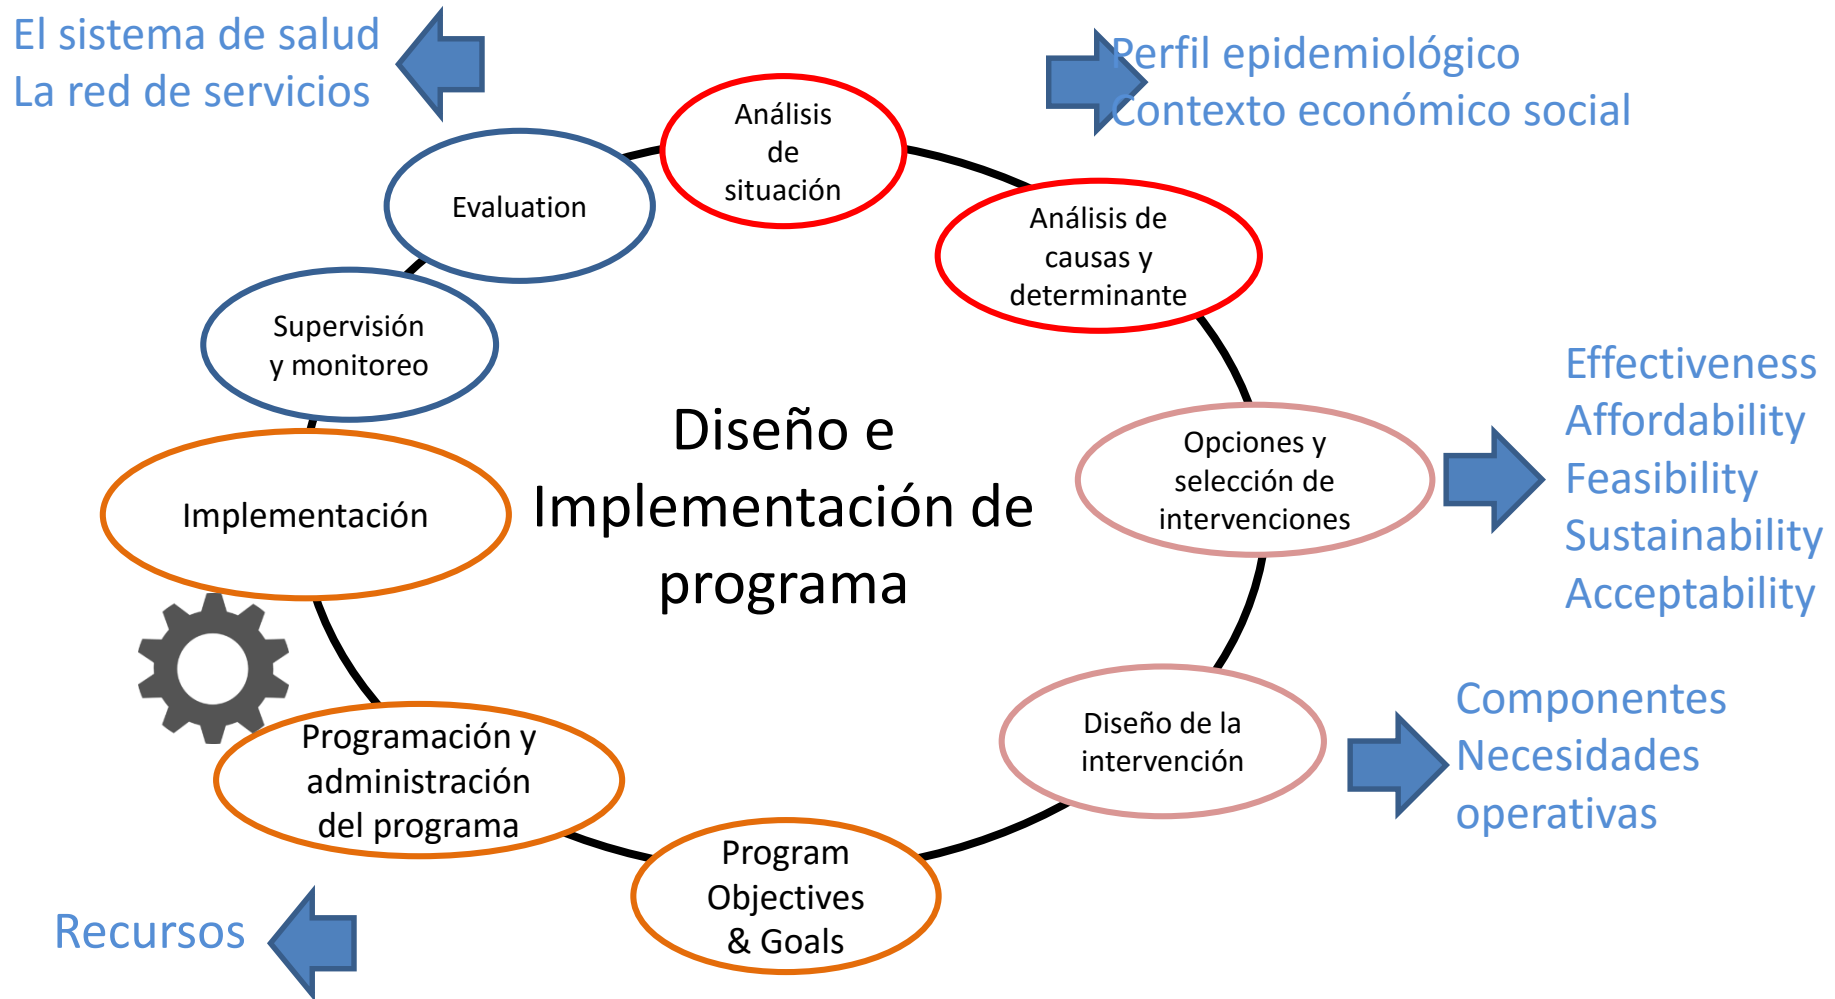 El sistema de salud
La red de servicios
Perfil epidemiológico
Contexto económico social
Análisis
de
situación
Análisis de
causas y
determinante
Opciones y
selección de
intervenciones
Effectiveness
Affordability
Feasibility
Sustainability
Acceptability
Diseño de la
intervención
Componentes
Necesidades
operativas
Program
Objectives
& Goals
Programación y
administración
del programa
Recursos
Implementación
Supervisión
y monitoreo
Evaluation
Diseño e
Implementación de
programa